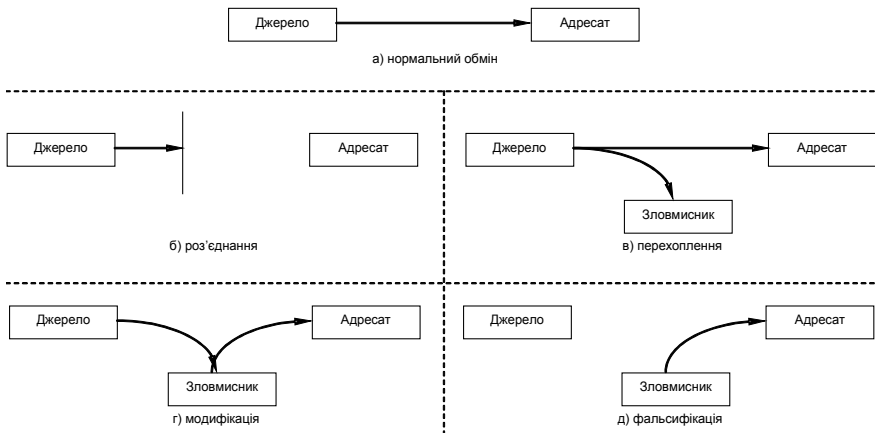 Джерело
Адресат
а) нормальний обмін
Джерело
Адресат
б) роз’єднання
Джерело
Адресат
Зловмисник
в) перехоплення
Джерело
Адресат
Зловмисник
г) модифікація
Джерело
Адресат
Зловмисник
д) фальсифікація